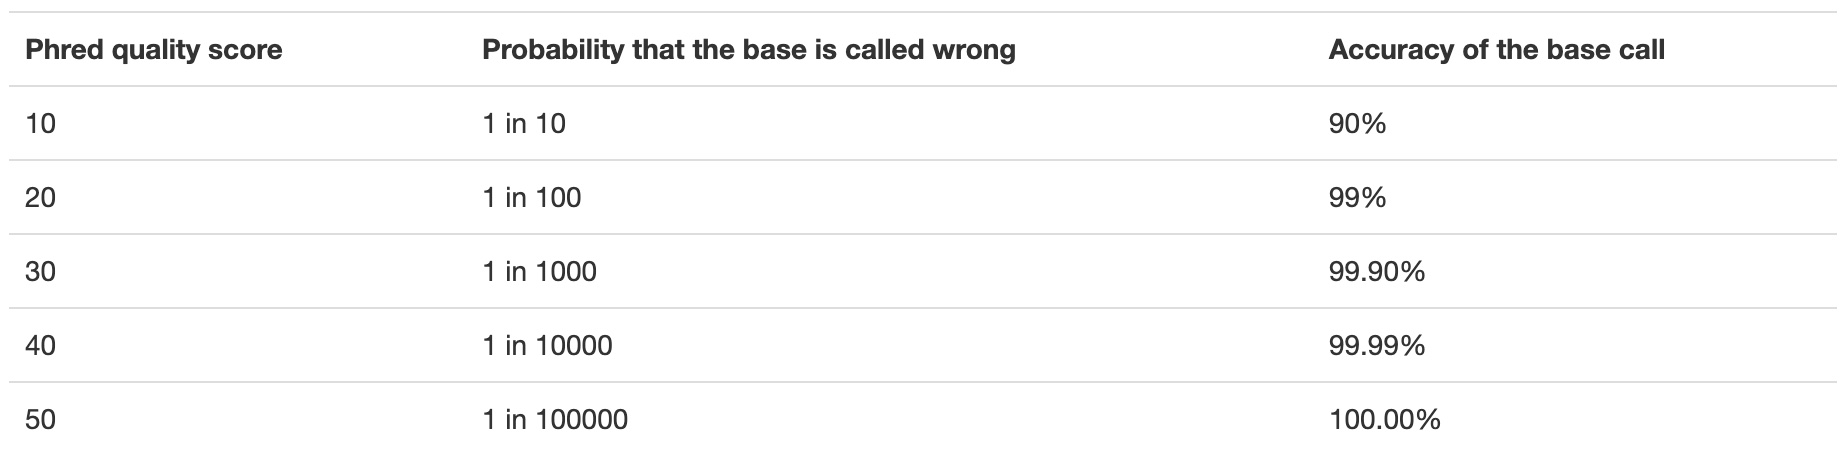 Phred quality score Probability that the base is called wrong Accuracy of the base call
10 1 in 10 90%
20 1 in 100 99%
30 1 in 1000 99.90%
40 1 in 10000 99.99%
50 1 in 100000 100.00%